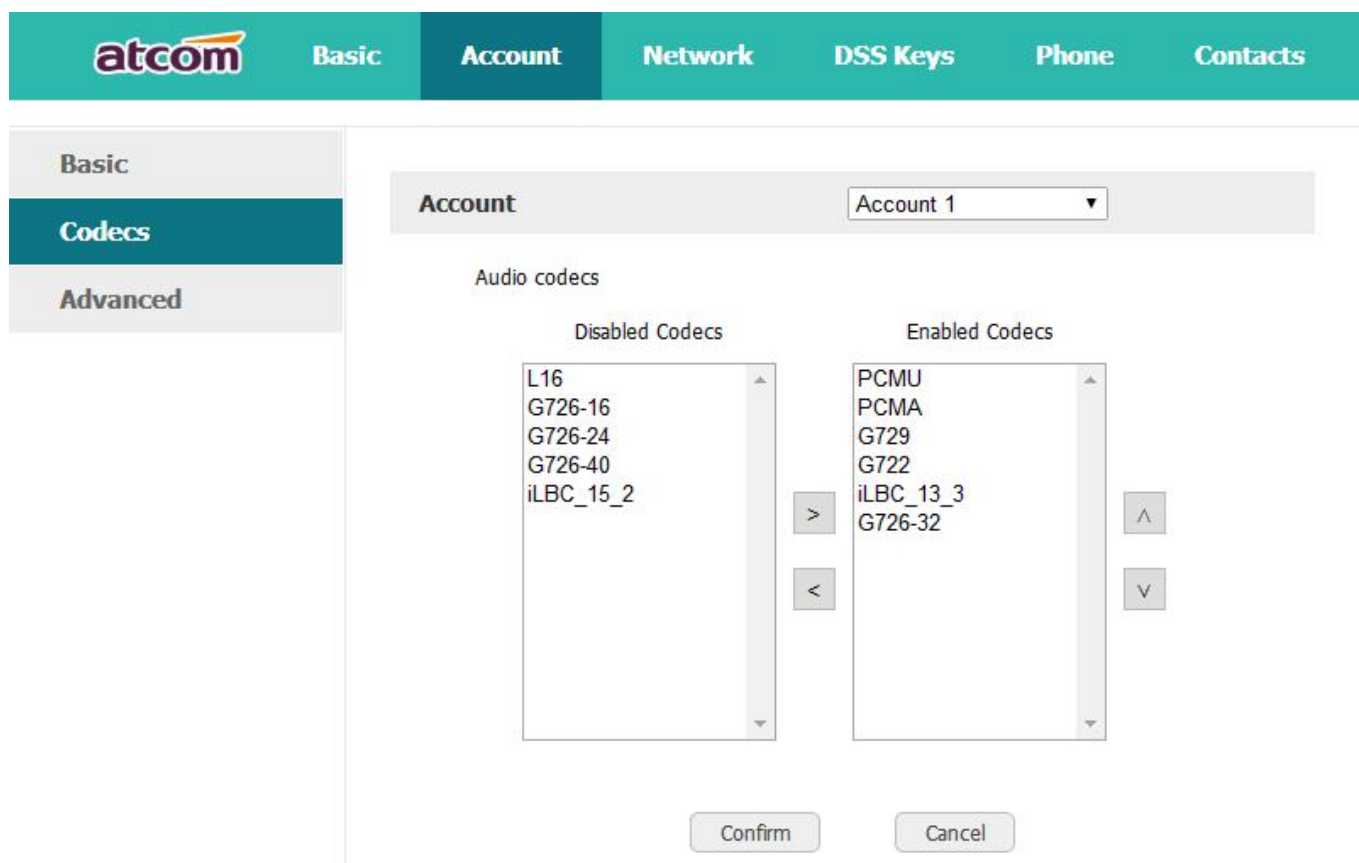 atcom Basic Account Network DSS Keys Phone Contacts
Basic
Codecs
Advanced
Account Account 1
Audio codecs
Disabled Codecs Enabled Codecs
L16 PCMU
G726-16 PCMA
G726-24 G729
G726-40 G722
iLBC_15_2 iLBC_13_3
G726-32
> <
∧ ∨
Confirm Cancel